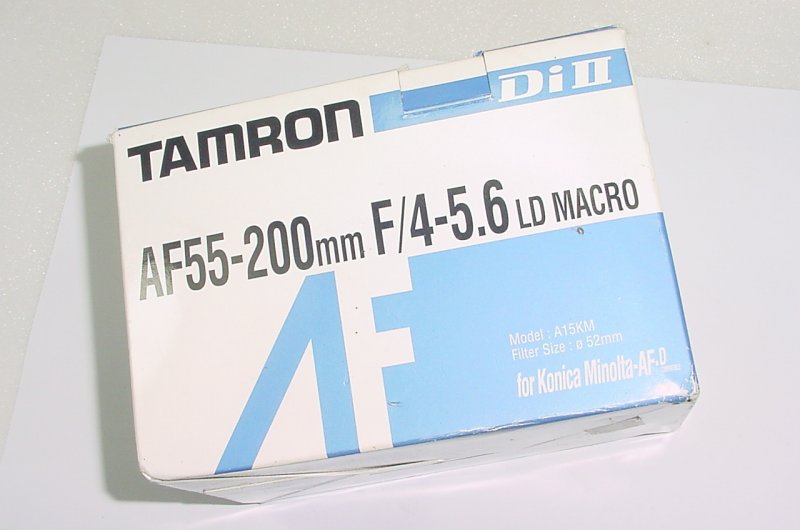 Di II
TAMRON
AF55-200mm F/4-5.6 LD MACRO
AF
Model : A15KM
Filter Size : ø 52mm
for Konica Minolta-AF-D